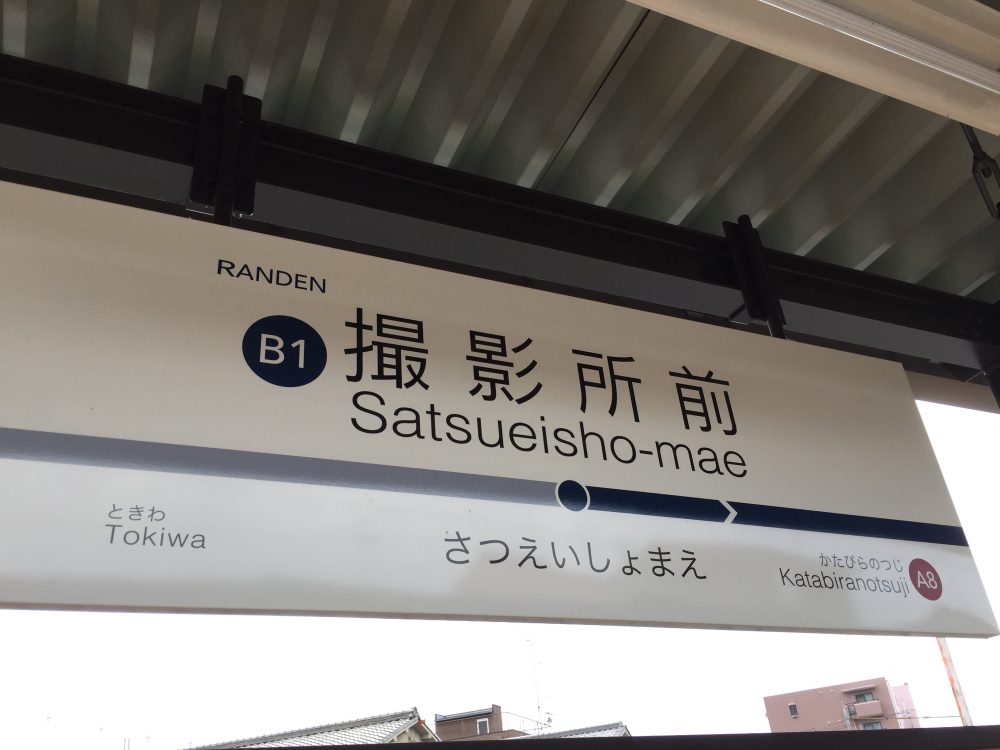 RANDEN
B1 撮影所前
Satsueisho-mae
ときわ
Tokiwa
さつえいしょまえ
かたびらのつじ
Katabiranotsuji A8